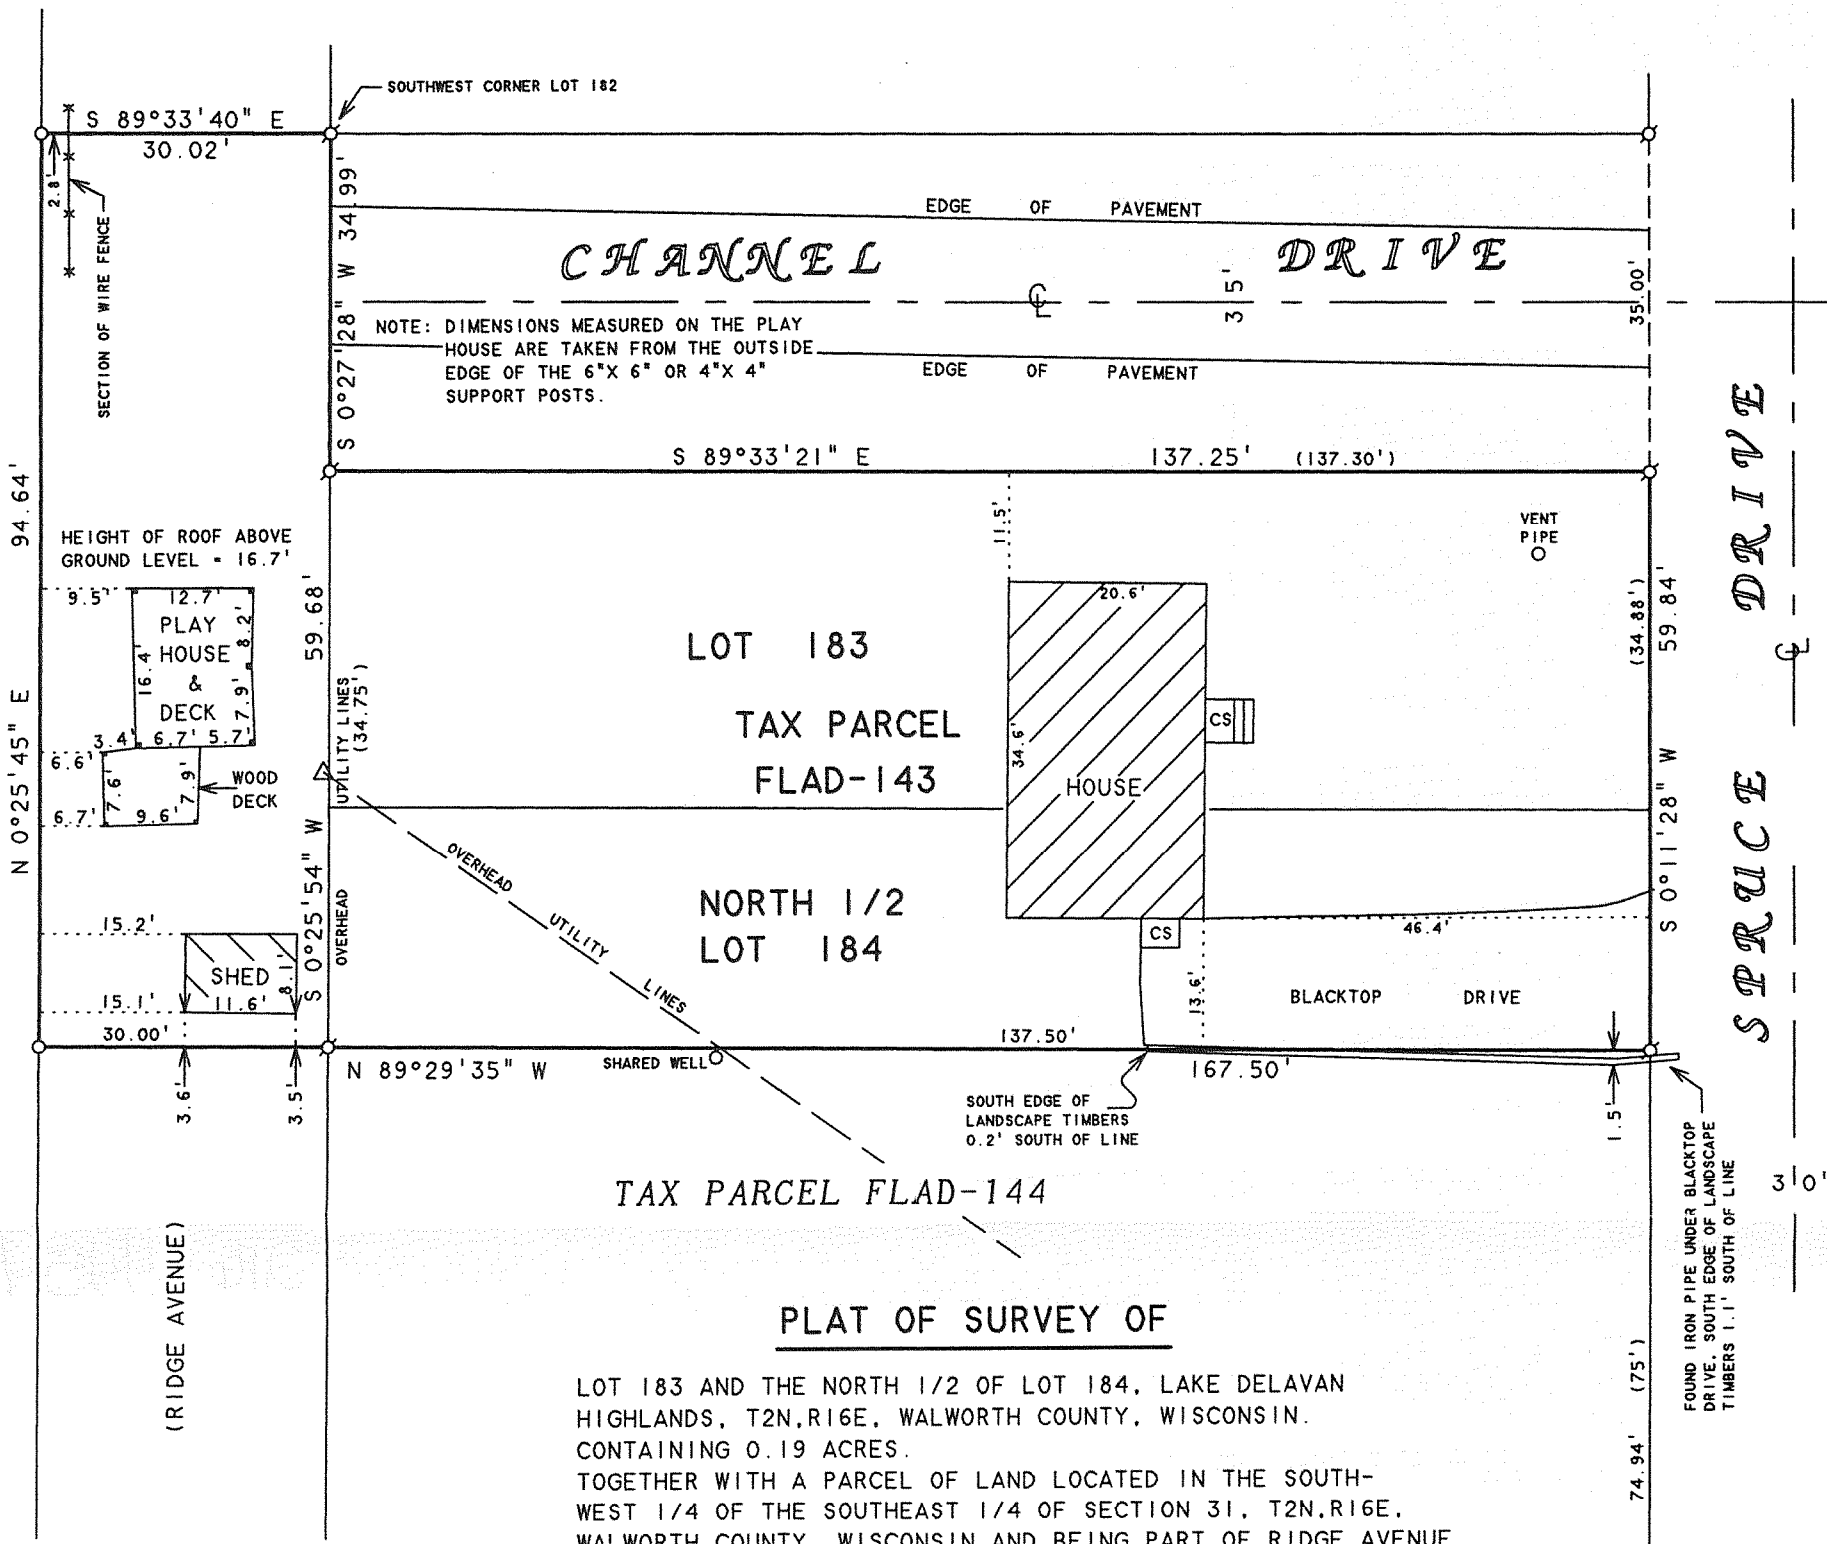 SOUTHWEST CORNER LOT 182
S 89°33'40" E
30.02'
2.8'
SECTION OF WIRE FENCE
S 0°27'28" W 34.99'
EDGE OF PAVEMENT
CHANNEL DRIVE
35'
35.00'
NOTE: DIMENSIONS MEASURED ON THE PLAY
HOUSE ARE TAKEN FROM THE OUTSIDE
EDGE OF THE 6"X 6" OR 4"X 4"
SUPPORT POSTS.
EDGE OF PAVEMENT
S 89°33'21" E 137.25' (137.30')
N 0°25'45" E 94.64'
HEIGHT OF ROOF ABOVE
GROUND LEVEL = 16.7'
9.5'
12.7'
PLAY
HOUSE
&
DECK
16.4'
8.2'
7.9'
3.4' 6.7' 5.7'
6.6'
7.6'
7.9'
WOOD
DECK
6.7'
9.6'
S 0°25'54" W 59.68'
OVERHEAD UTILITY LINES
(34.75')
11.5'
VENT
PIPE
20.6'
34.6'
HOUSE
CS
LOT 183
TAX PARCEL
FLAD-143
(34.88')
S 0°11'28" W 59.84'
SPRUCE DRIVE
OVERHEAD UTILITY LINES
NORTH 1/2
LOT 184
CS
46.4'
13.6'
BLACKTOP DRIVE
15.2'
SHED
8.1'
15.1'
11.6'
30.00'
3.6'
3.5'
N 89°29'35" W
SHARED WELL
137.50'
167.50'
SOUTH EDGE OF
LANDSCAPE TIMBERS
0.2' SOUTH OF LINE
1.5'
FOUND IRON PIPE UNDER BLACKTOP
DRIVE, SOUTH EDGE OF LANDSCAPE
TIMBERS 1.1' SOUTH OF LINE
30'
TAX PARCEL FLAD-144
(RIDGE AVENUE)
74.94' (75')
PLAT OF SURVEY OF
LOT 183 AND THE NORTH 1/2 OF LOT 184, LAKE DELAVAN
HIGHLANDS, T2N,R16E, WALWORTH COUNTY, WISCONSIN.
CONTAINING 0.19 ACRES.
TOGETHER WITH A PARCEL OF LAND LOCATED IN THE SOUTH-
WEST 1/4 OF THE SOUTHEAST 1/4 OF SECTION 31, T2N,R16E,
WALWORTH COUNTY, WISCONSIN AND BEING PART OF RIDGE AVENUE